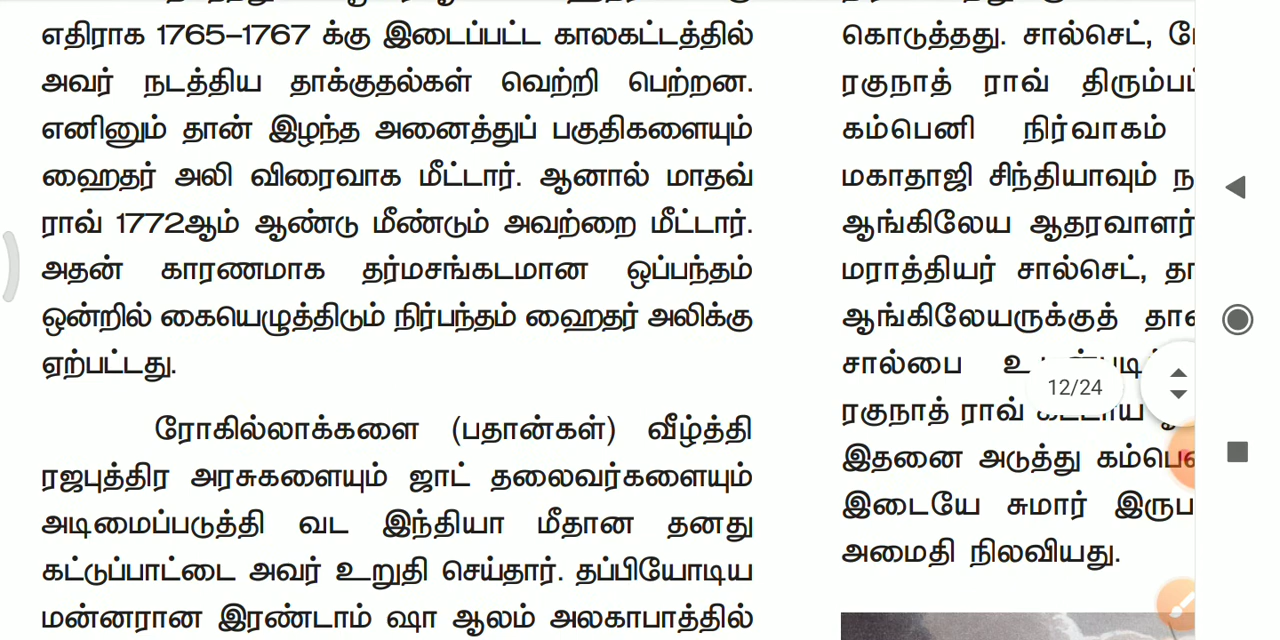 எதிராக 1765–1767 க்கு இடைப்பட்ட காலகட்டத்தில்
அவர் நடத்திய தாக்குதல்கள் வெற்றி பெற்றன.
எனினும் தான் இழந்த அனைத்துப் பகுதிகளையும்
ஹைதர் அலி விரைவாக மீட்டார். ஆனால் மாதவ்
ராவ் 1772ஆம் ஆண்டு மீண்டும் அவற்றை மீட்டார்.
அதன் காரணமாக தர்மசங்கடமான ஒப்பந்தம்
ஒன்றில் கையெழுத்திடும் நிர்பந்தம் ஹைதர் அலிக்கு
ஏற்பட்டது.
ரோகில்லாக்களை (பதான்கள்) வீழ்த்தி
ரஜபுத்திர அரசுகளையும் ஜாட் தலைவர்களையும்
அடிமைப்படுத்தி வட இந்தியா மீதான தனது
கட்டுப்பாட்டை அவர் உறுதி செய்தார். தப்பியோடிய
மன்னரான இரண்டாம் ஷா ஆலம் அலகாபாத்தில்
கொடுத்தது. சால்செட்,
ரகுநாத் ராவ்
கம்பெனி நிர்வாகம்
மகாதாஜி சிந்தியாவும்
ஆங்கிலேய
மராத்தியர் சால்செட்,
ஆங்கிலேயருக்குத்
சால்பை
ரகுநாத் ராவ்
இதனை அடுத்து
இடையே சுமார்
அமைதி நிலவியது.
12/24